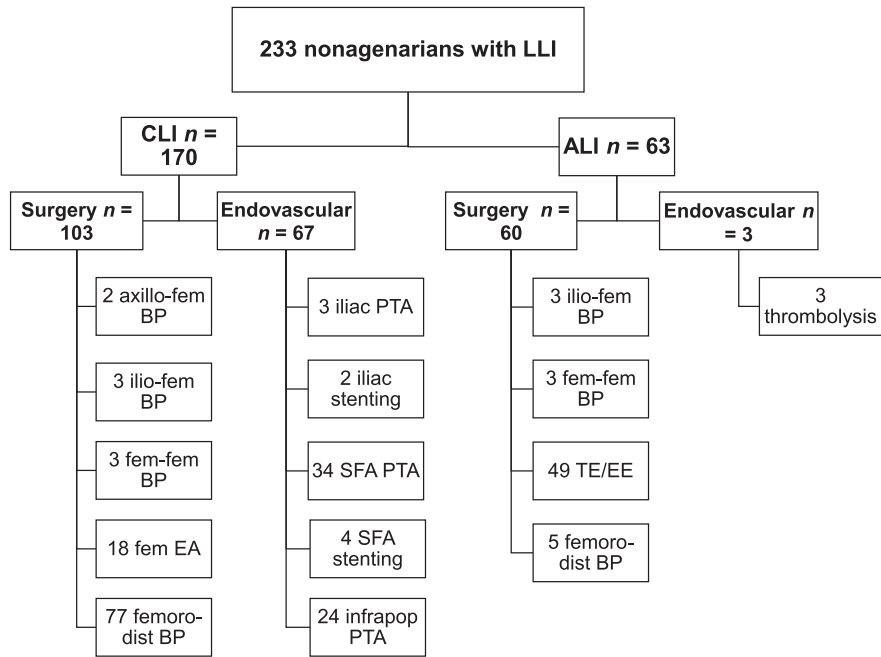 233 nonagenarians with LLI
CLI n =
170
ALI n = 63
Surgery n =
103
Endovascular
n = 67
Surgery n =
60
Endovascular n
= 3
2 axillo-fem
BP
3 ilio-fem
BP
3 fem-fem
BP
18 fem EA
77 femoro-
dist BP
3 iliac PTA
2 iliac
stenting
34 SFA PTA
4 SFA
stenting
24 infrapop
PTA
3 ilio-fem
BP
3 fem-fem
BP
49 TE/EE
5 femoro-
dist BP
3
thrombolysis